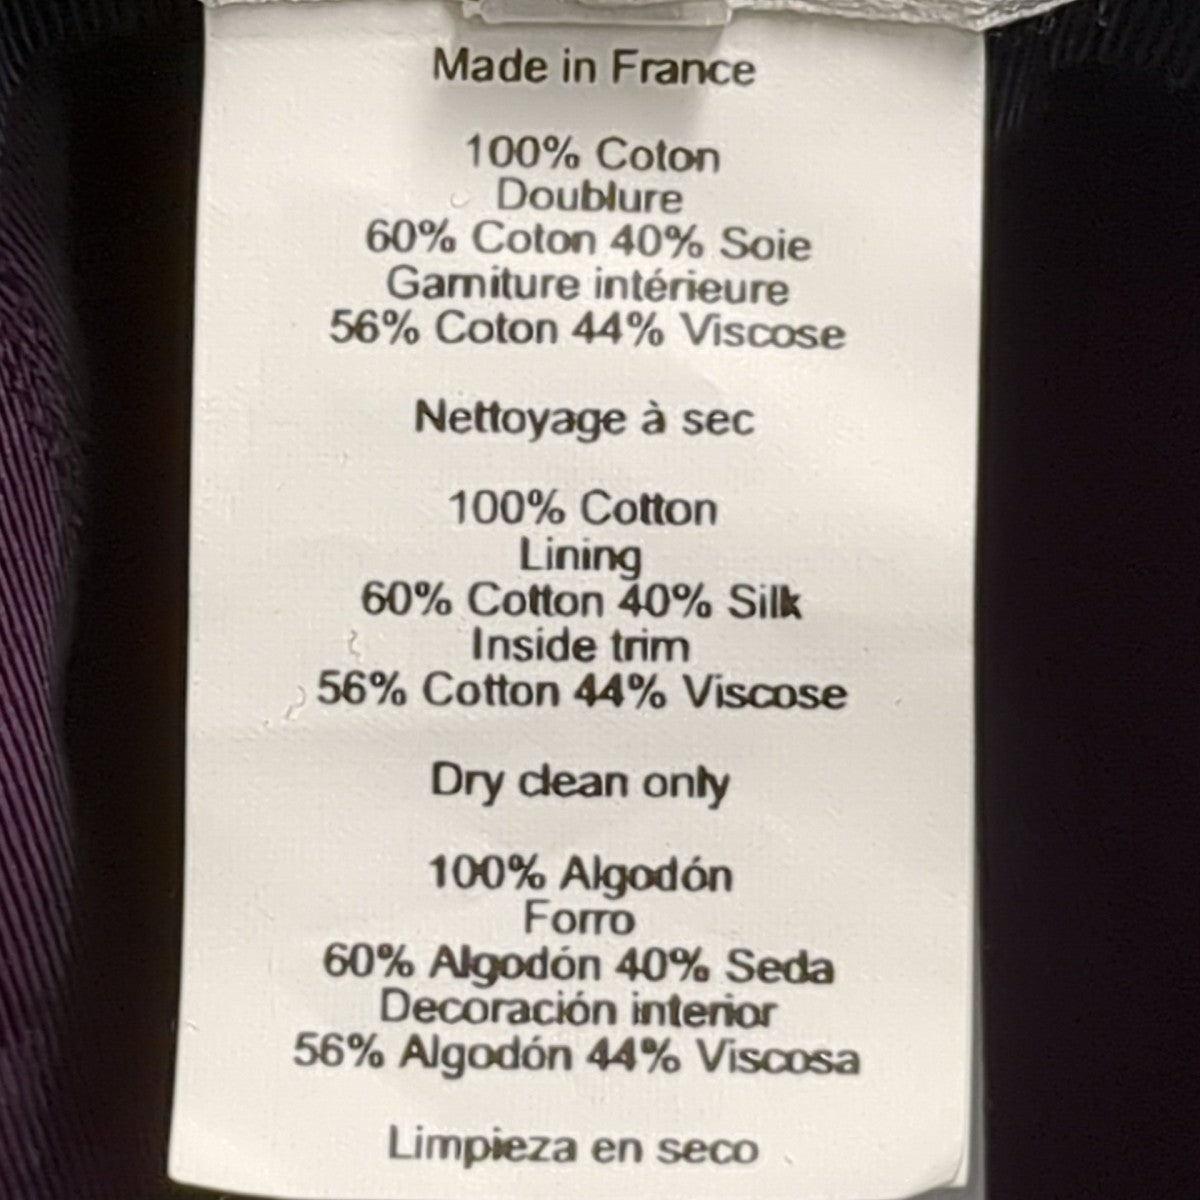 Made in France
100% Coton
Doublure
60% Coton 40% Soie
Garniture intérieure
56% Coton 44% Viscose
Nettoyage à sec
100% Cotton
Lining
60% Cotton 40% Silk
Inside trim
56% Cotton 44% Viscose
Dry clean only
100% Algodón
Forro
60% Algodón 40% Seda
Decoración interior
56% Algodón 44% Viscosa
Limpieza en seco